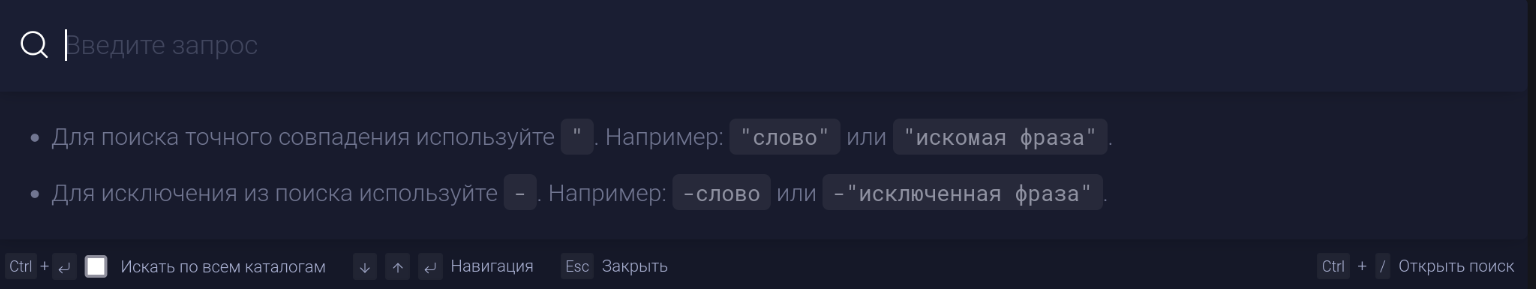 Введите запрос
• Для поиска точного совпадения используйте ". Например: "слово" или "искомая фраза".
• Для исключения из поиска используйте -. Например: -слово или -"исключенная фраза".
Ctrl + ↵ Искать по всем каталогам ↓ ↑ ↵ Навигация Esc Закрыть Ctrl + / Открыть поиск